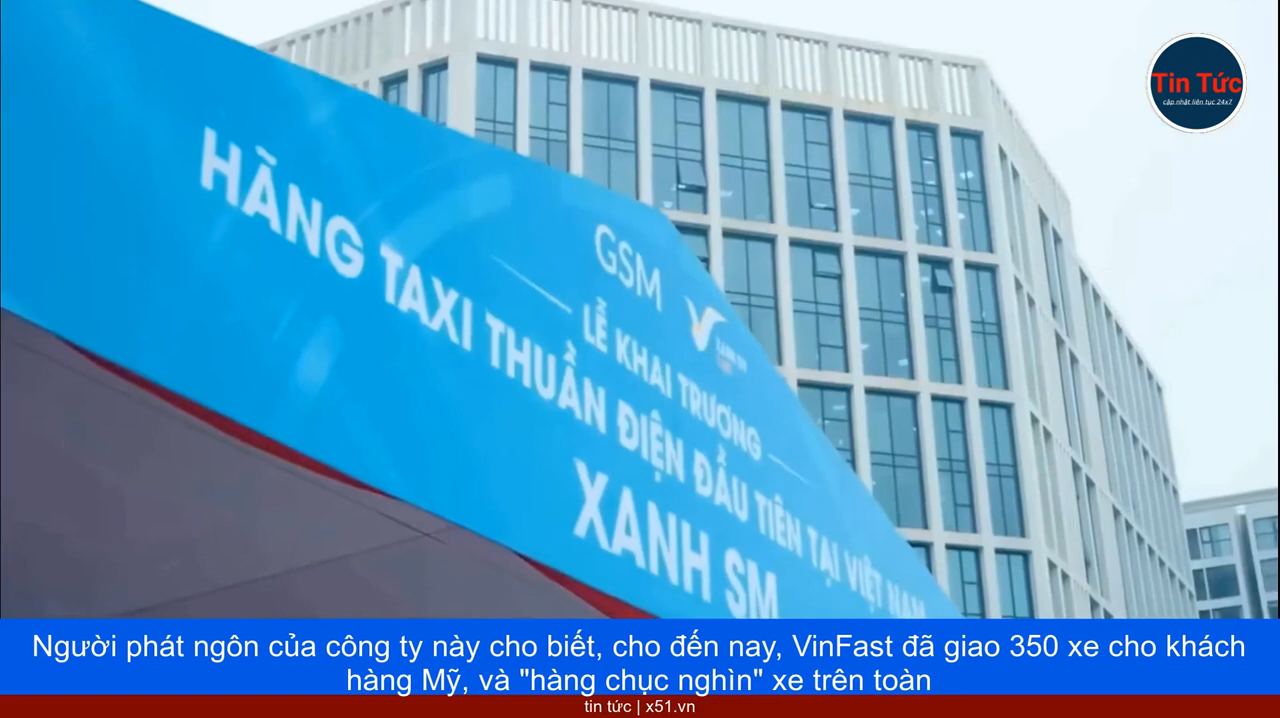 Tin Tức
cập nhật liên tục 24x7
GSM
XANH SM
LỄ KHAI TRƯƠNG
HÃNG TAXI THUẦN ĐIỆN ĐẦU TIÊN TẠI VIỆT NAM
XANH SM
Người phát ngôn của công ty này cho biết, cho đến nay, VinFast đã giao 350 xe cho khách
hàng Mỹ, và "hàng chục nghìn" xe trên toàn
tin tức | x51.vn